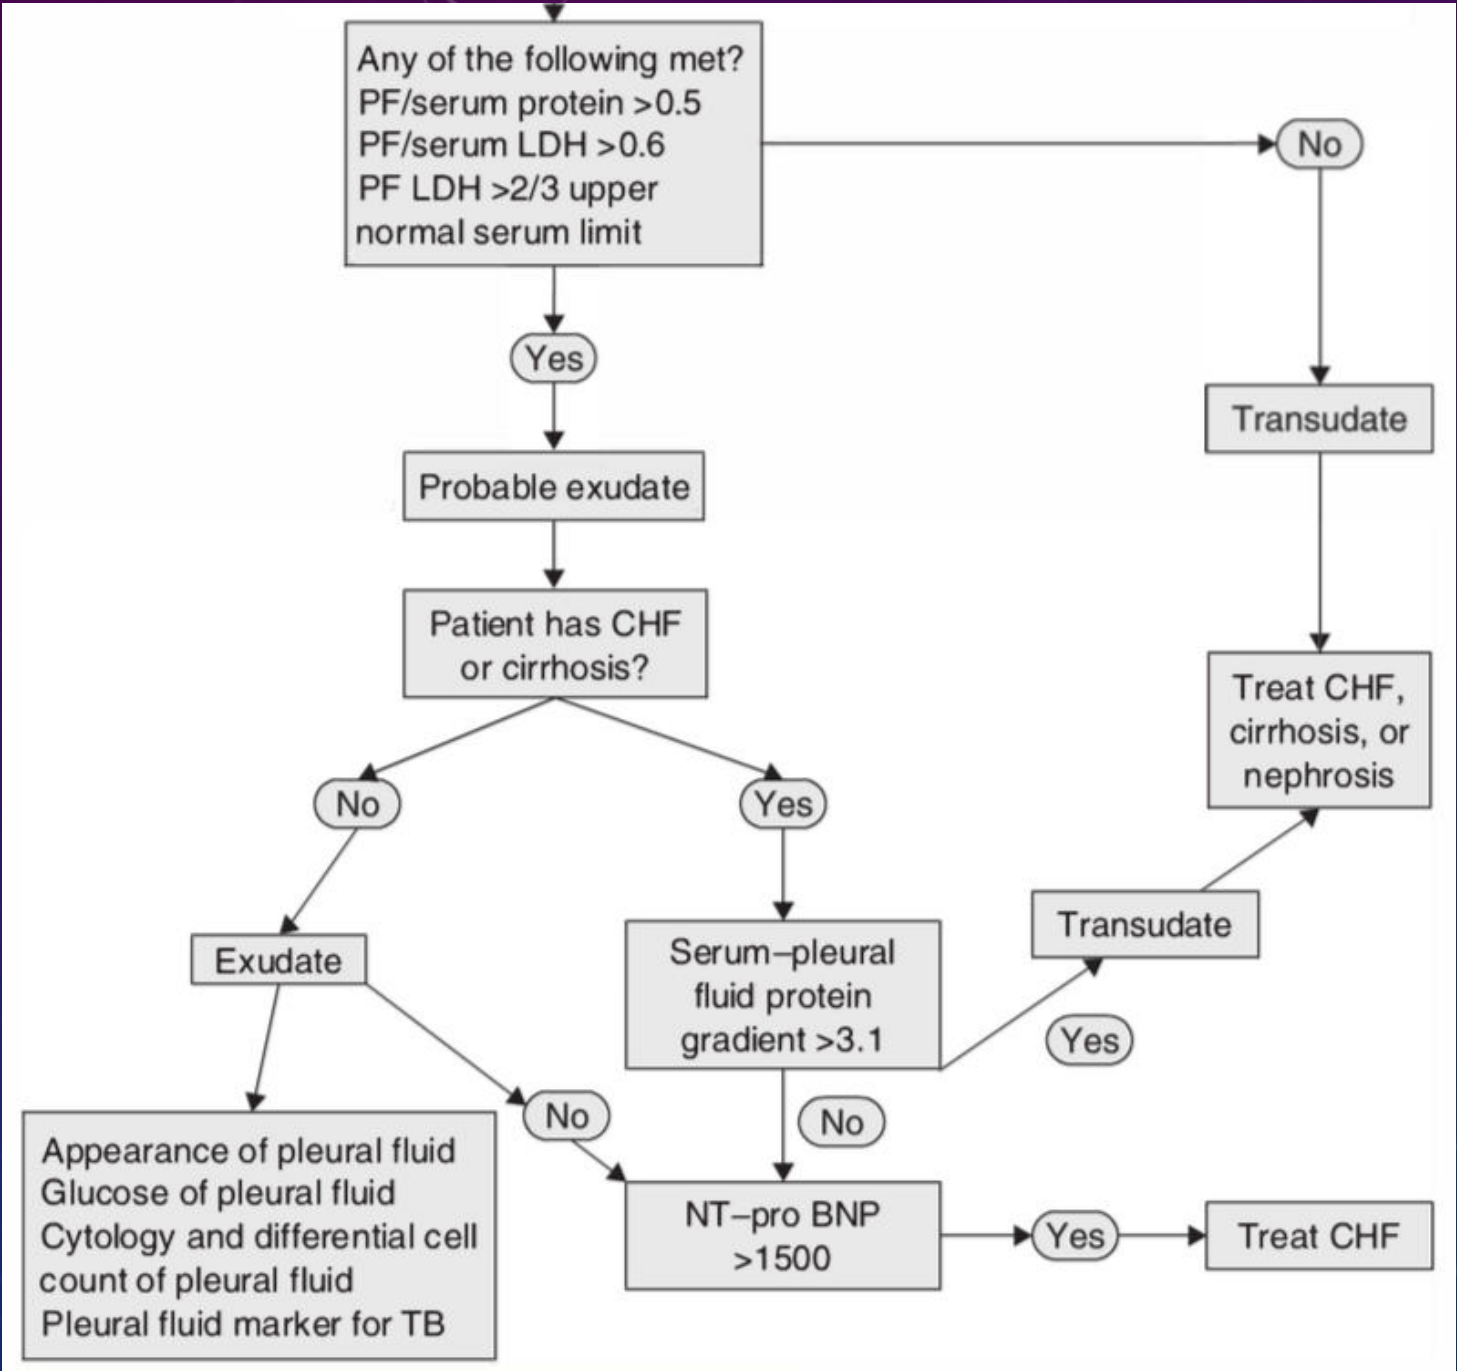 Any of the following met?
PF/serum protein >0.5
PF/serum LDH >0.6
PF LDH >2/3 upper
normal serum limit
No
Yes
Transudate
Probable exudate
Patient has CHF
or cirrhosis?
Treat CHF,
cirrhosis, or
nephrosis
No
Yes
Transudate
Exudate
Serum–pleural
fluid protein
gradient >3.1
Yes
No
No
Appearance of pleural fluid
Glucose of pleural fluid
Cytology and differential cell
count of pleural fluid
Pleural fluid marker for TB
NT–pro BNP
>1500
Yes
Treat CHF